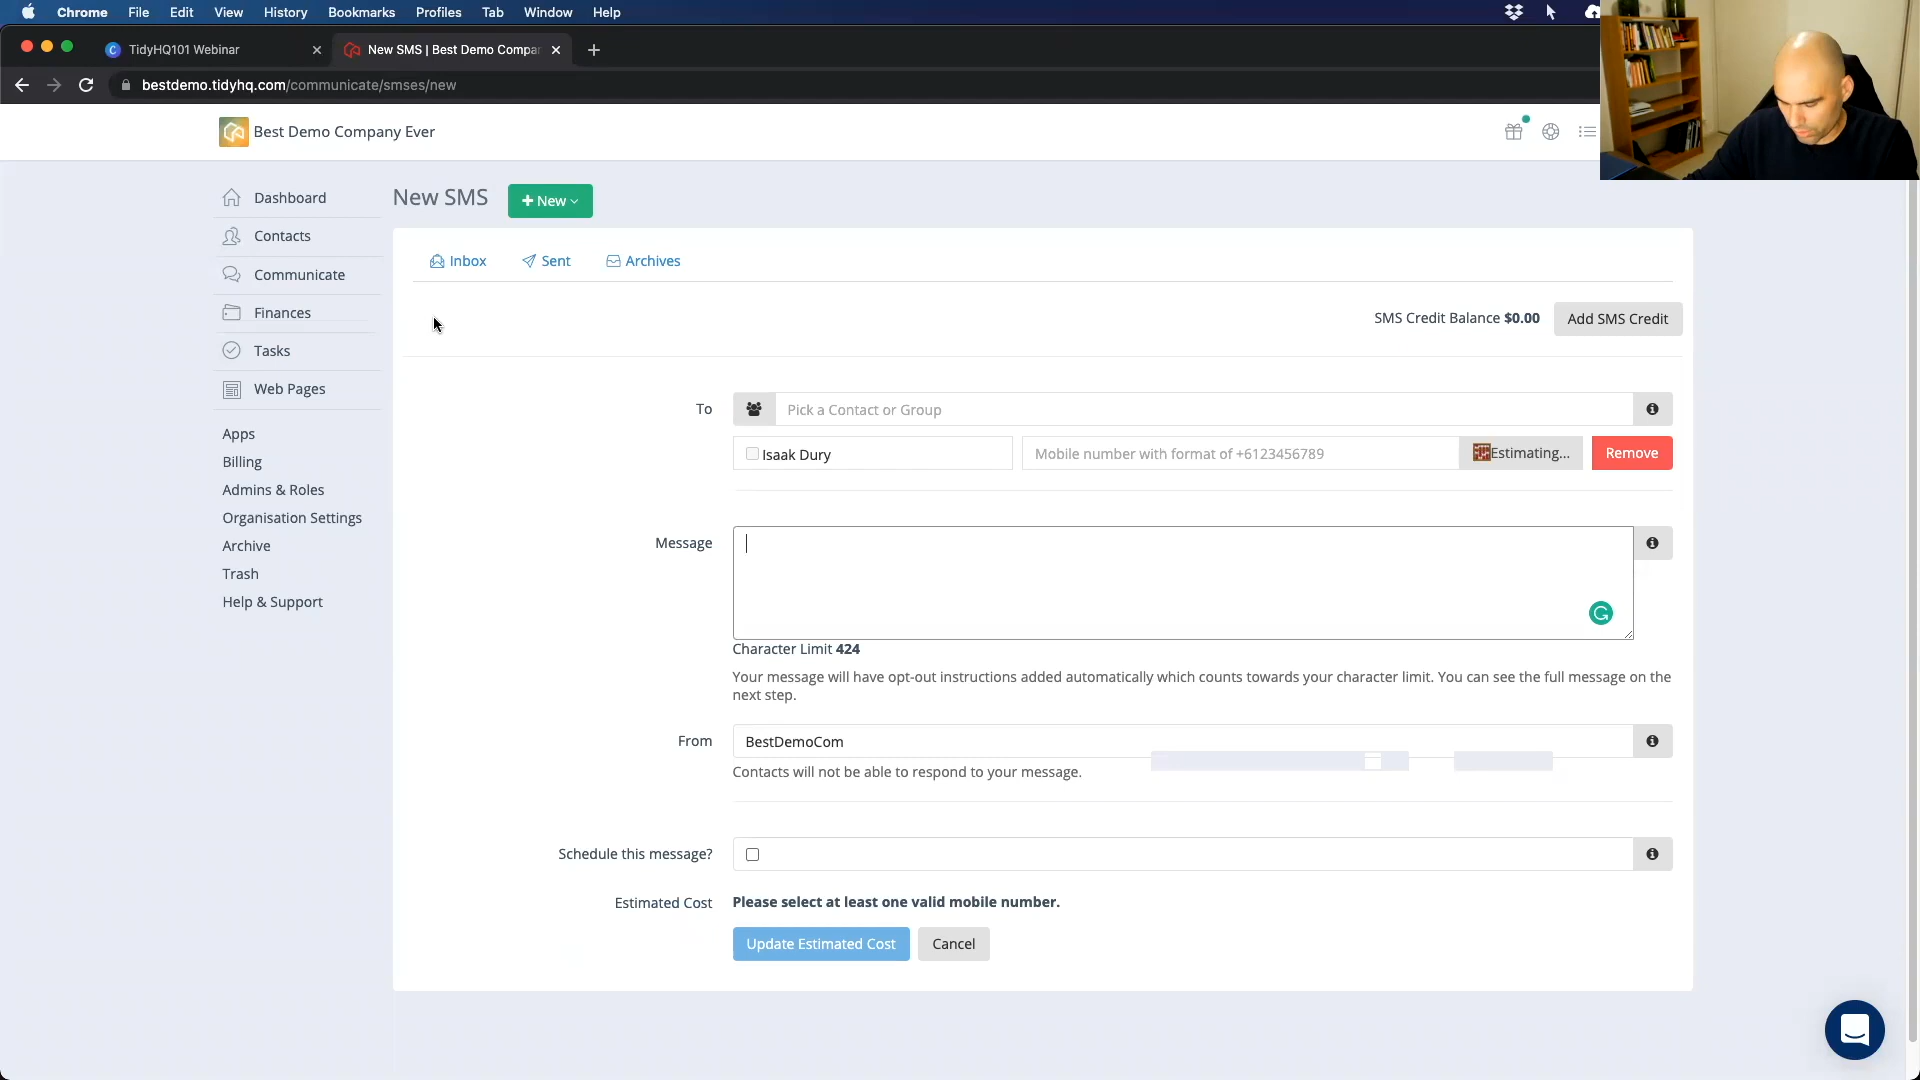 Chrome File Edit View History Bookmarks Profiles Tab Window Help
TidyHQ101 Webinar
New SMS | Best Demo Compa
bestdemo.tidyhq.com/communicate/smses/new
Best Demo Company Ever
Dashboard
Contacts
Communicate
Finances
Tasks
Web Pages
Apps
Billing
Admins & Roles
Organisation Settings
Archive
Trash
Help & Support
New SMS
+ New
Inbox Sent Archives
SMS Credit Balance $0.00 Add SMS Credit
To Pick a Contact or Group
Isaak Dury Mobile number with format of +6123456789 Estimating... Remove
Message
Character Limit 424
Your message will have opt-out instructions added automatically which counts towards your character limit. You can see the full message on the
next step.
From BestDemoCom
Contacts will not be able to respond to your message.
Schedule this message?
Estimated Cost Please select at least one valid mobile number.
Update Estimated Cost Cancel